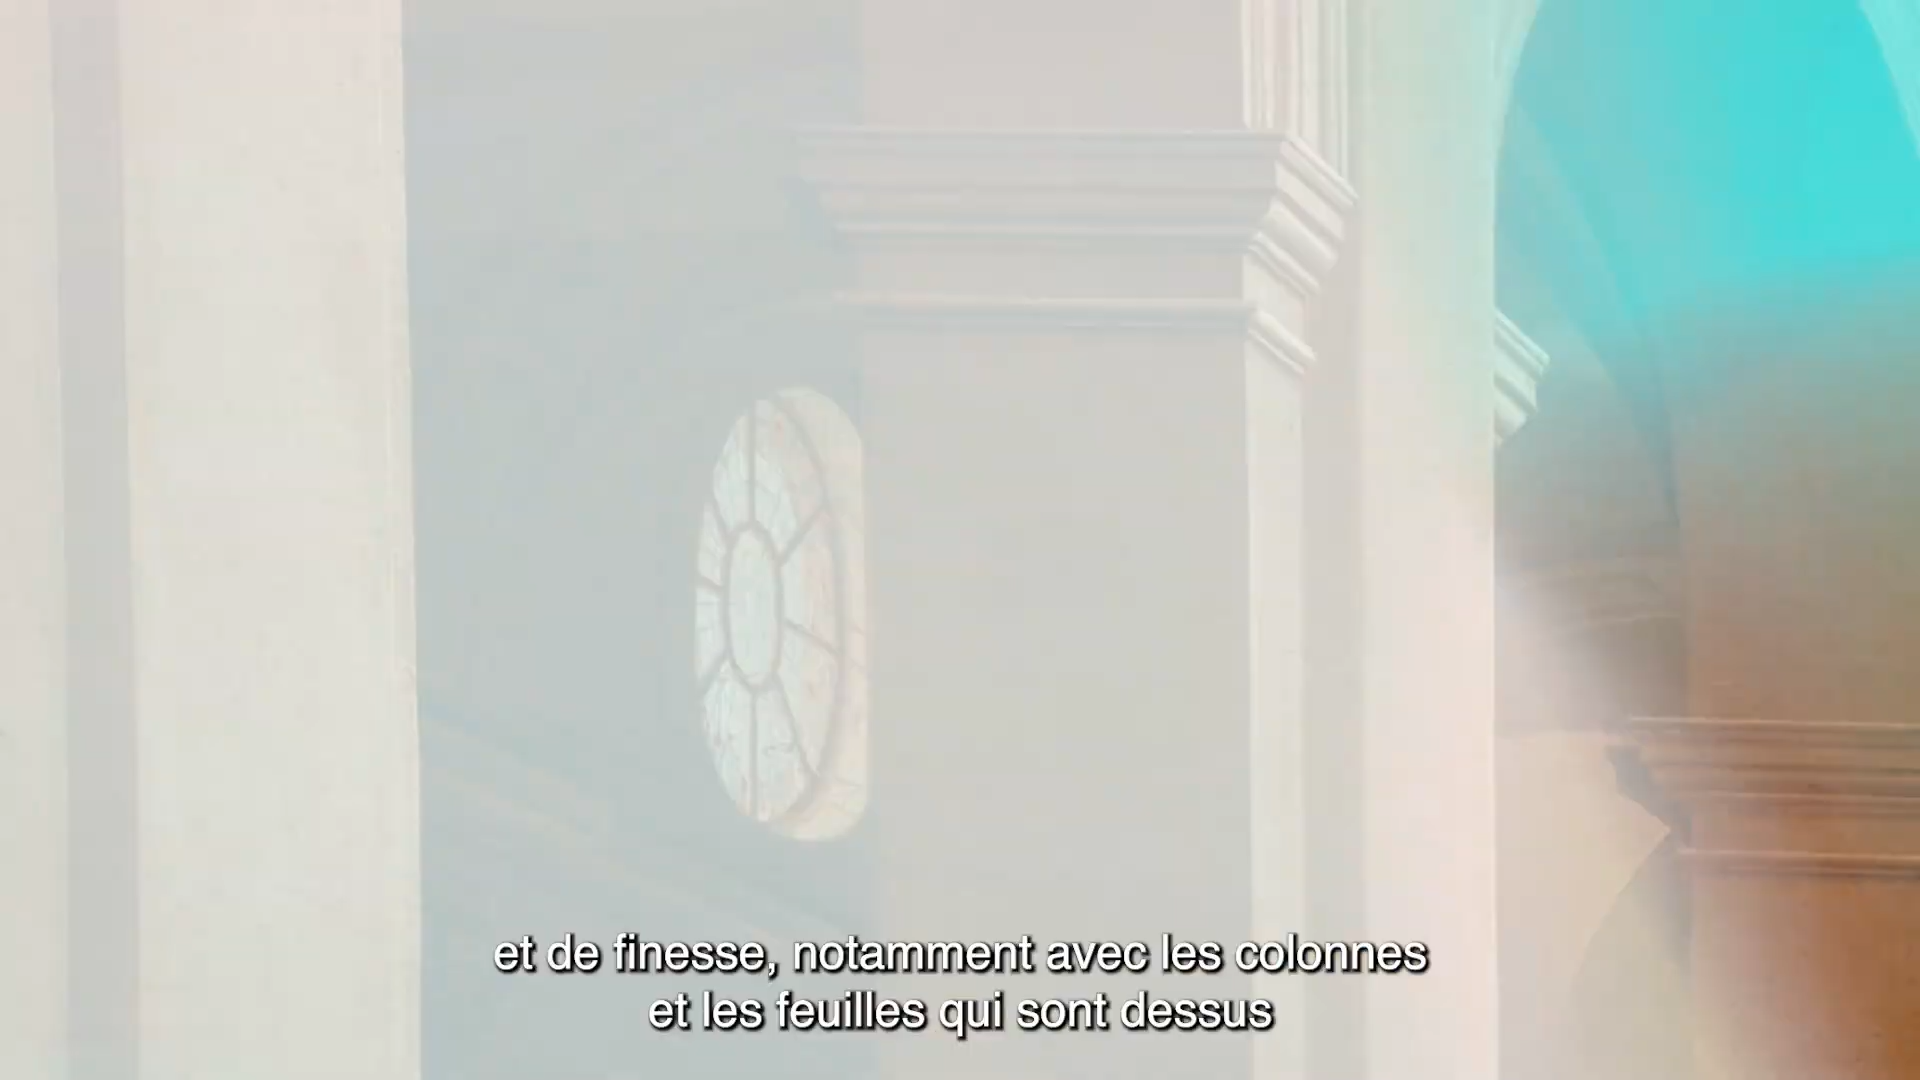 et de finesse, notamment avec les colonnes
et les feuilles qui sont dessus